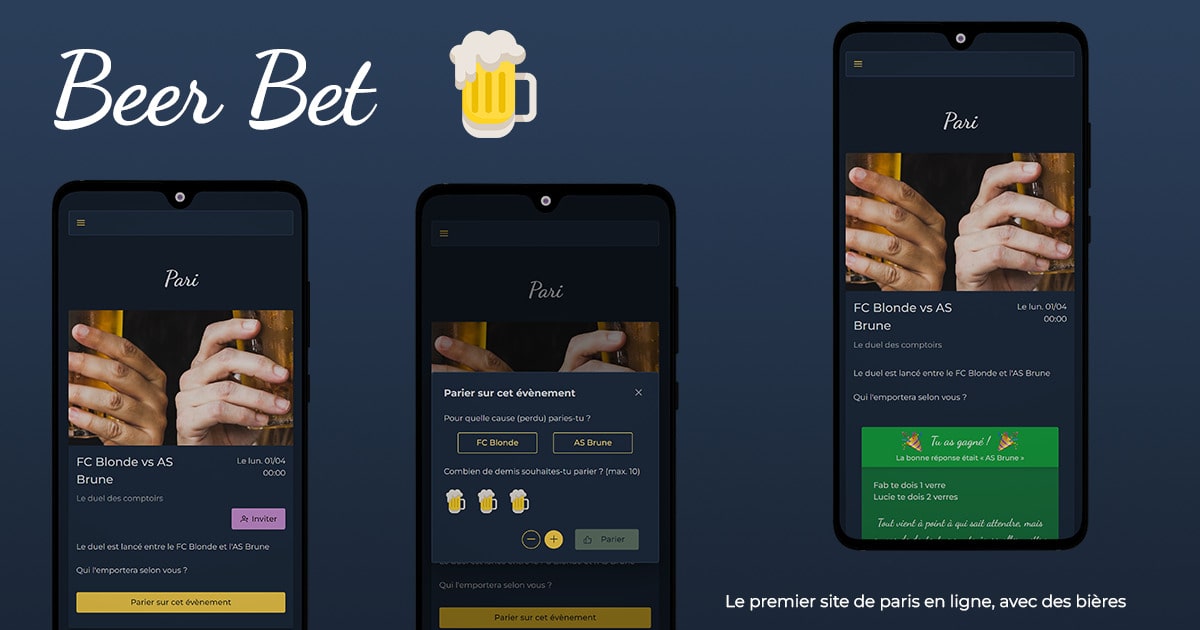 Beer Bet
Pari
FC Blonde vs AS
Brune
Le lun. 01/04
00:00
Le duel des comptoirs
Inviter
Le duel est lancé entre le FC Blonde et l'AS Brune
Qui l'emportera selon vous ?
Parier sur cet évènement
Pari
Parier sur cet évènement
Pour quelle cause (perdu) paries-tu ?
FC Blonde
AS Brune
Combien de demis souhaites-tu parier ? (max. 10)
Parier
Qui l'emportera selon vous ?
Parier sur cet évènement
Pari
FC Blonde vs AS
Brune
Le lun. 01/04
00:00
Le duel des comptoirs
Le duel est lancé entre le FC Blonde et l'AS Brune
Qui l'emportera selon vous ?
Tu as gagné !
La bonne réponse était « AS Brune »
Fab te dois 1 verre
Lucie te dois 2 verres
Tout vient à point à qui sait attendre, mais
Le premier site de paris en ligne, avec des bières